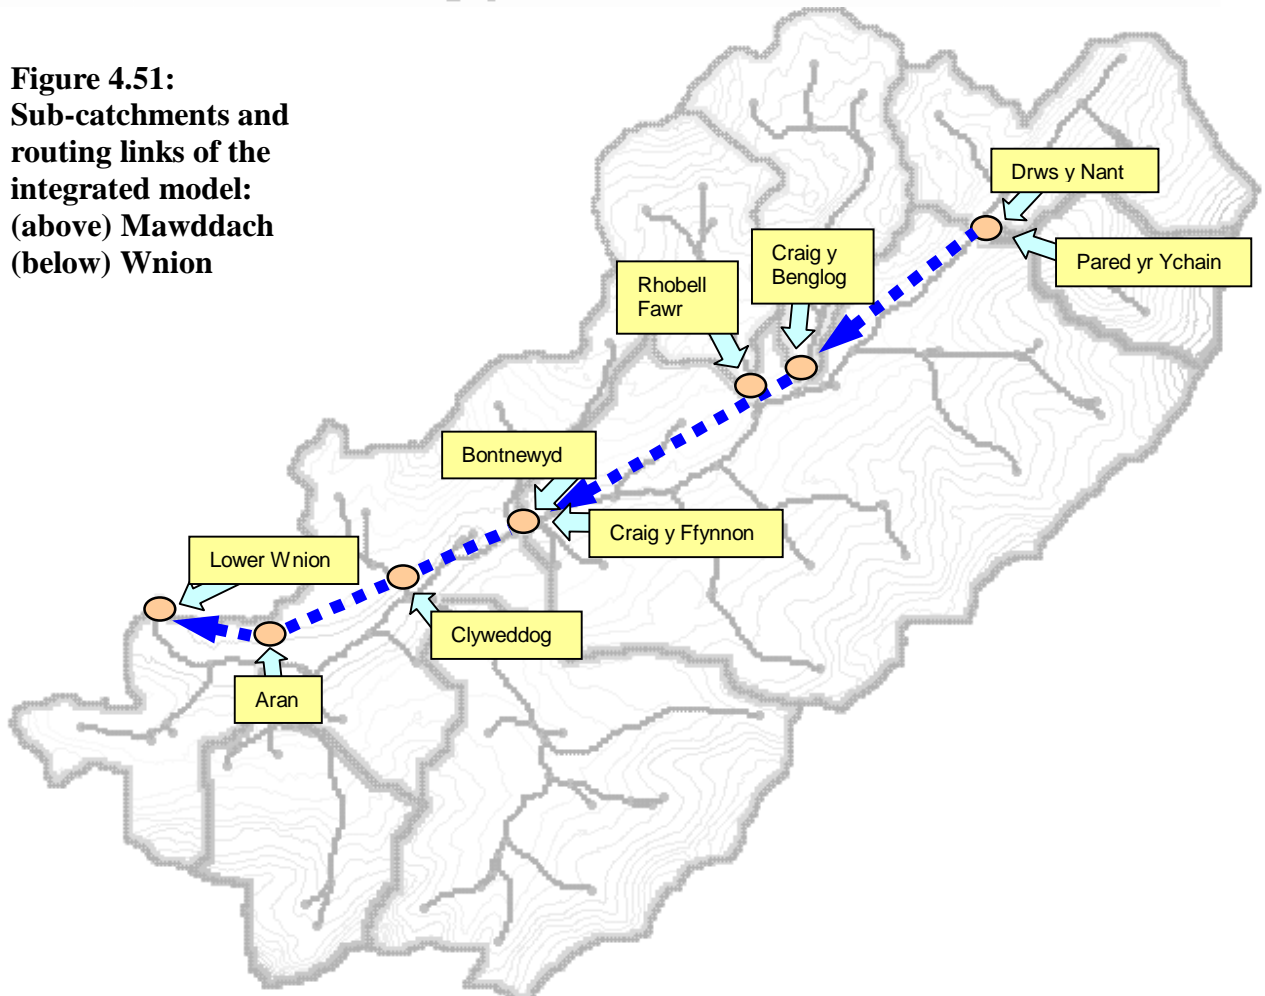 Figure 4.51:
Sub-catchments and
routing links of the
integrated model:
(above) Mawddach
(below) Wnion
Drws y Nant
Pared yr Ychain
Craig y
Benglog
Rhobell
Fawr
Bontnewyd
Craig y Ffynnon
Lower Wnion
Clyweddog
Aran